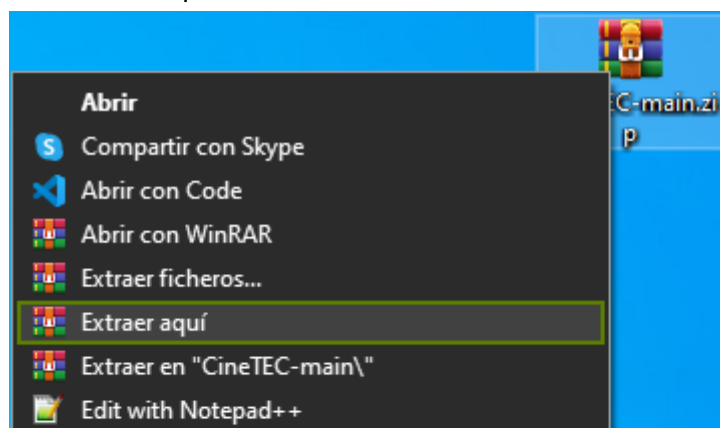 Abrir
Compartir con Skype
Abrir con Code
Abrir con WinRAR
Extraer ficheros...
Extraer aquí
Extraer en "CineTEC-main\"
Edit with Notepad++
EC-main.zi
p